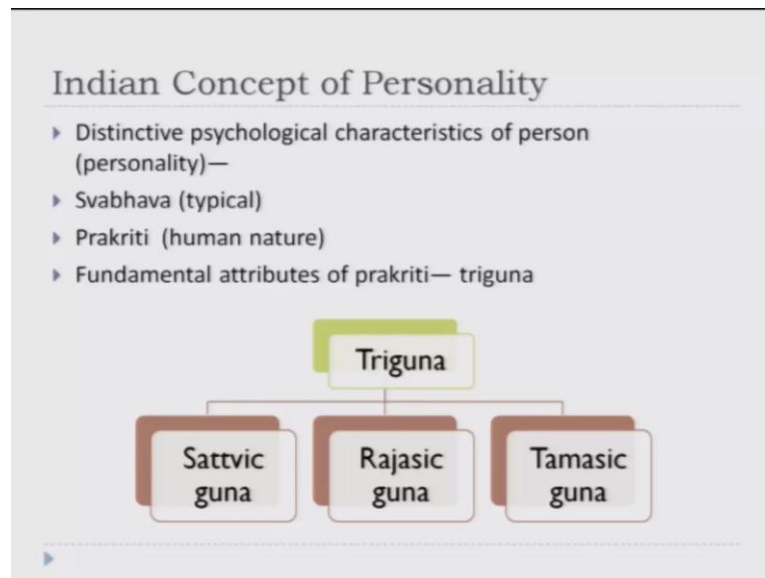 Indian Concept of Personality
Distinctive psychological characteristics of person
(personality)—
Svabhava (typical)
Prakriti (human nature)
Fundamental attributes of prakriti— triguna
Triguna
Sattvic
guna
Rajasic
guna
Tamasic
guna